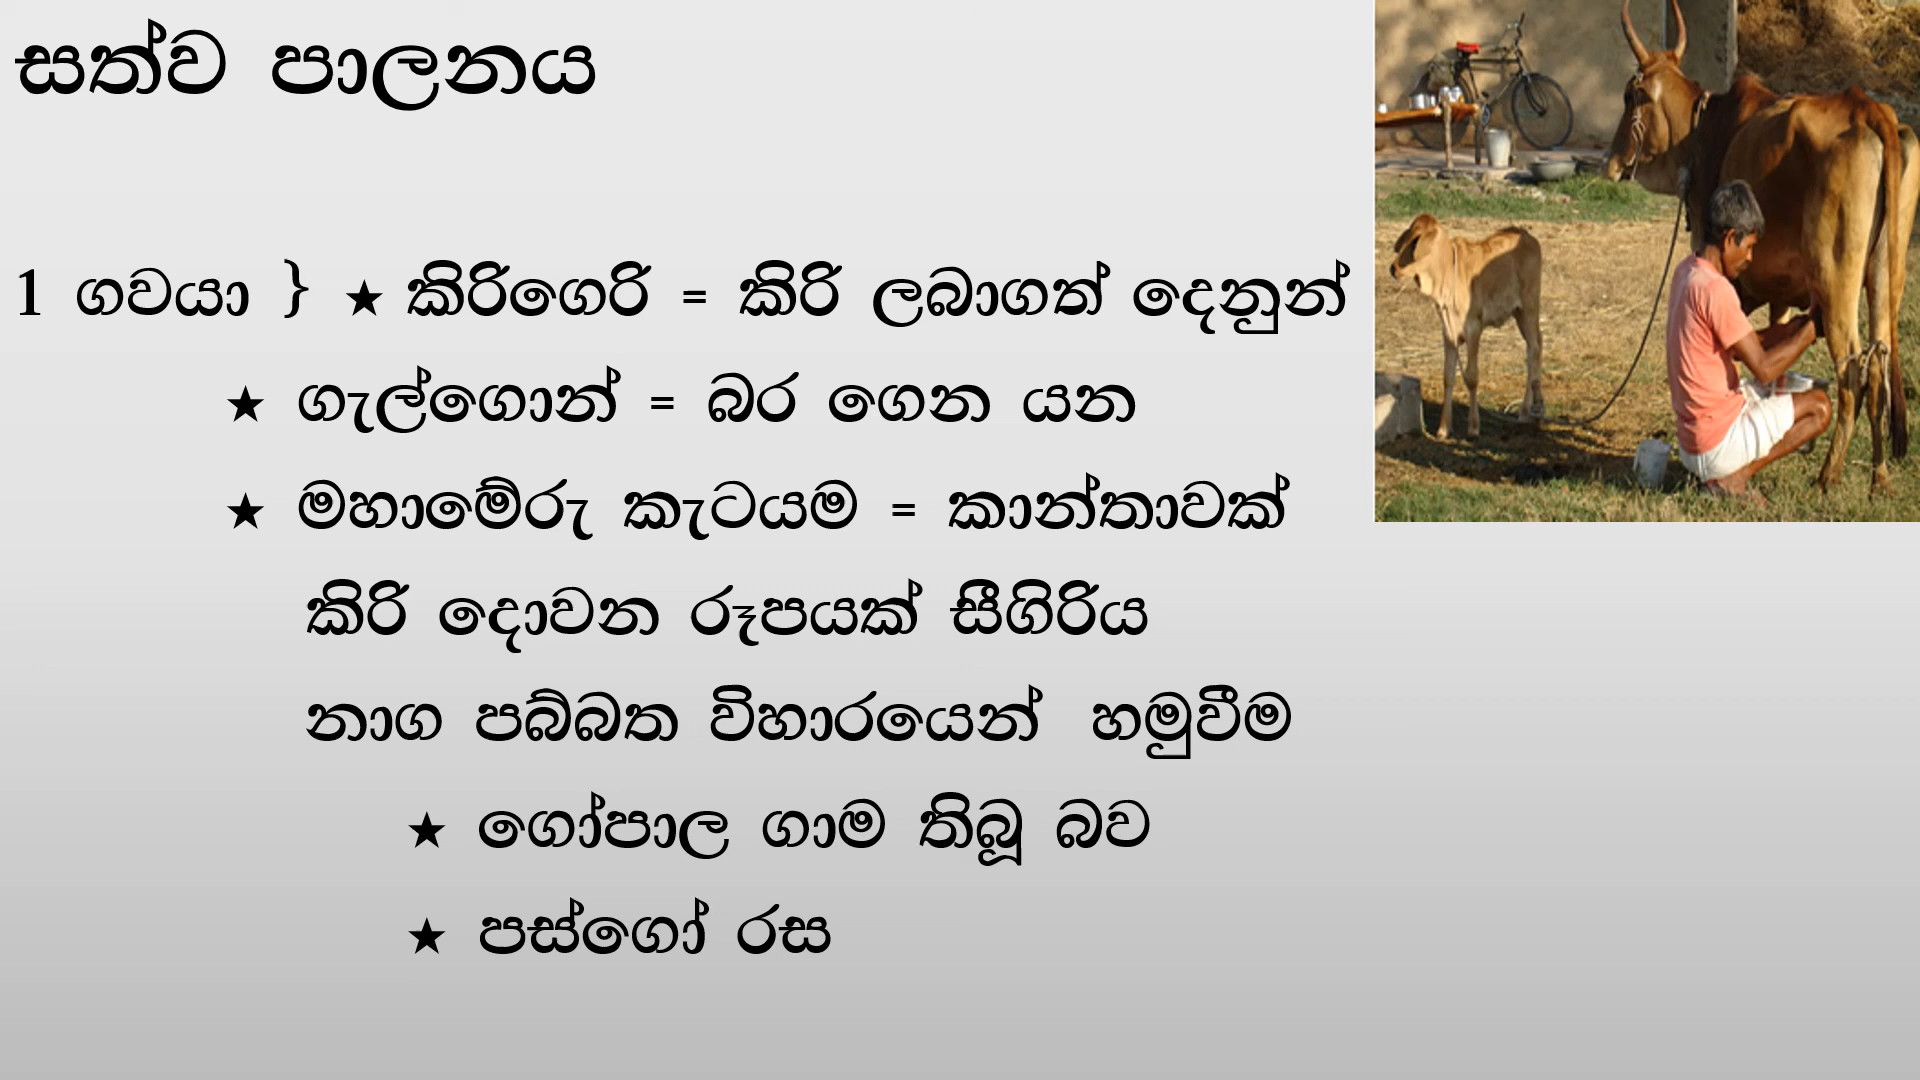 සත්ව පාලනය
1 ගවයා } ★ කිරිගෙරි = කිරි ලබාගත් දෙනුන්
★ ගැල්ගොන් = බර ගෙන යන
★ මහාමේරු කැටයම = කාන්තාවක්
කිරි දොවන රූපයක් සීගිරිය
නාග පබ්බත විහාරයෙන් හමුවීම
★ ගෝපාල ගාම තිබූ බව
★ පස්ගෝ රස